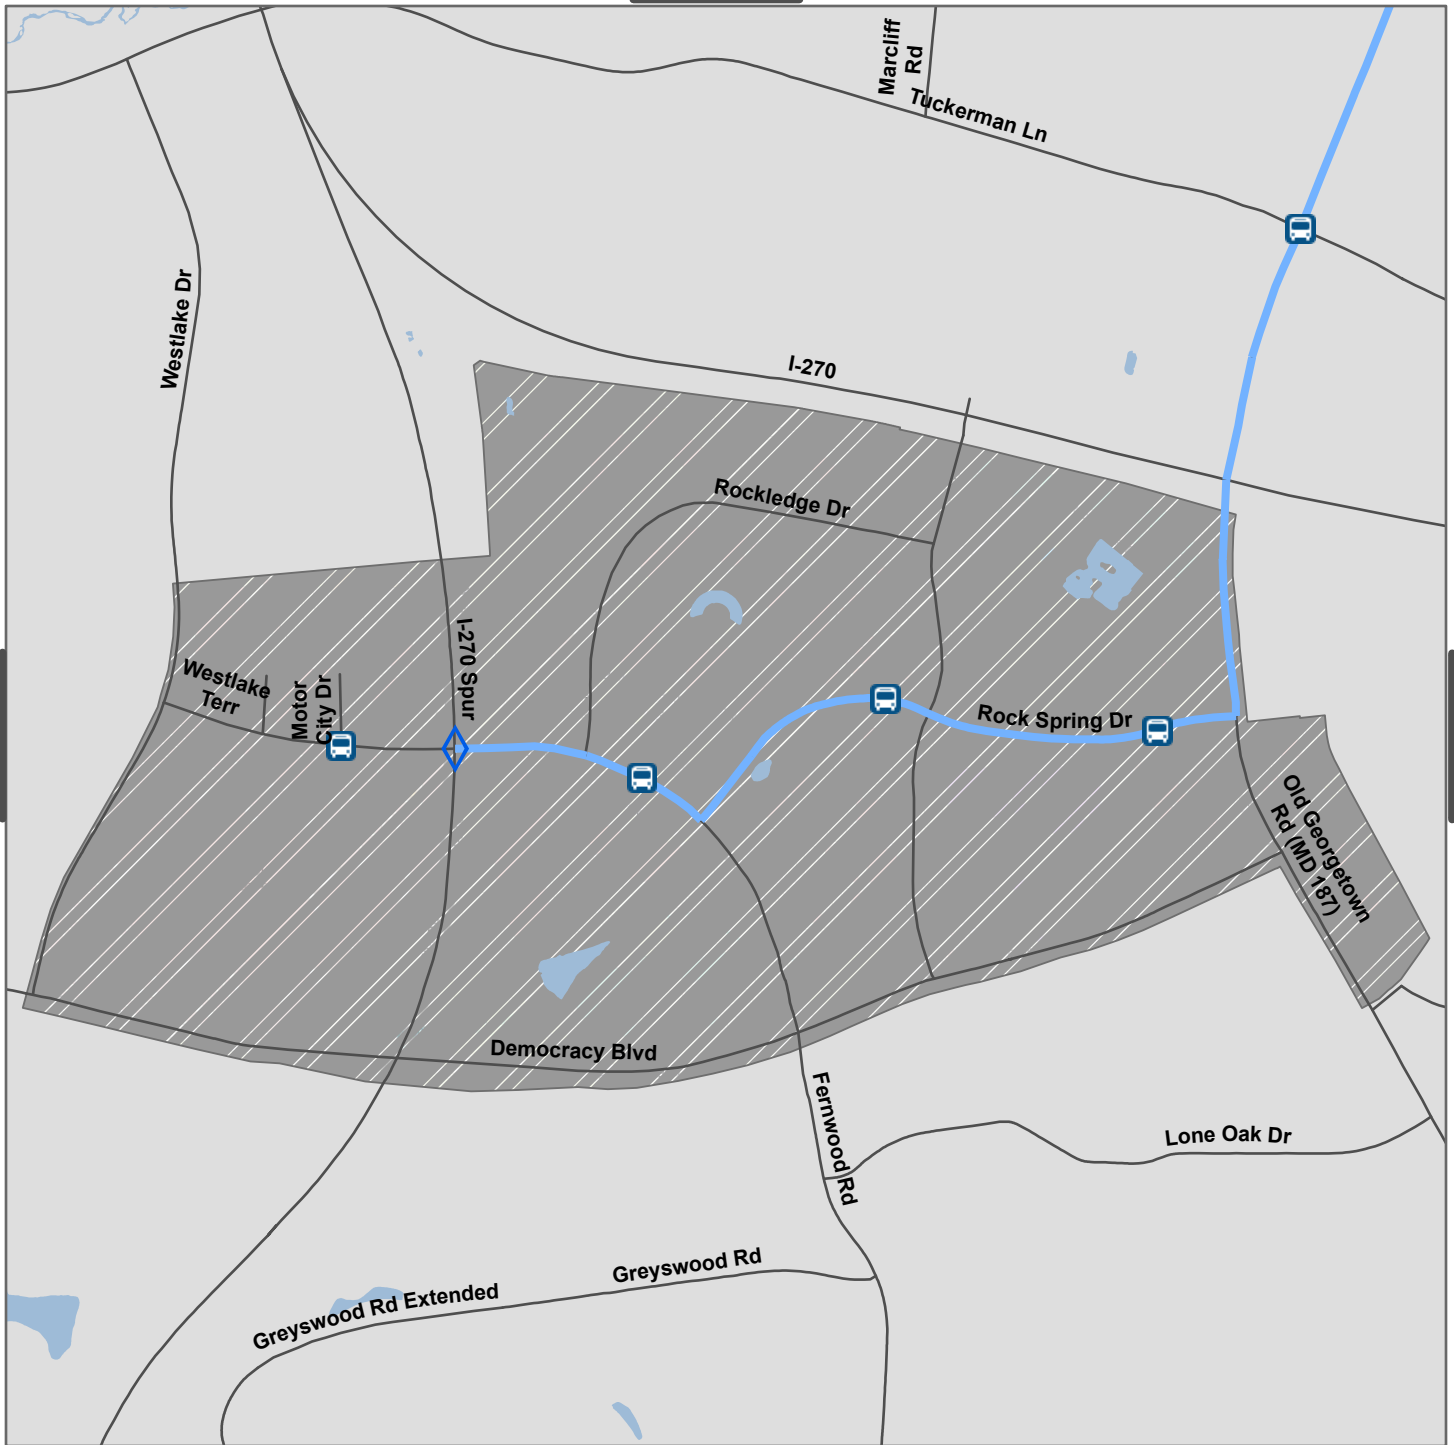 Marcliff
Rd
Tuckerman Ln
Westlake Dr
I-270
Rockledge Dr
I-270 Spur
Westlake
Terr
Motor
City Dr
Rock Spring Dr
Old Georgetown
Rd (MD 187)
Democracy Blvd
Fernwood Rd
Lone Oak Dr
Greyswood Rd
Greyswood Rd Extended